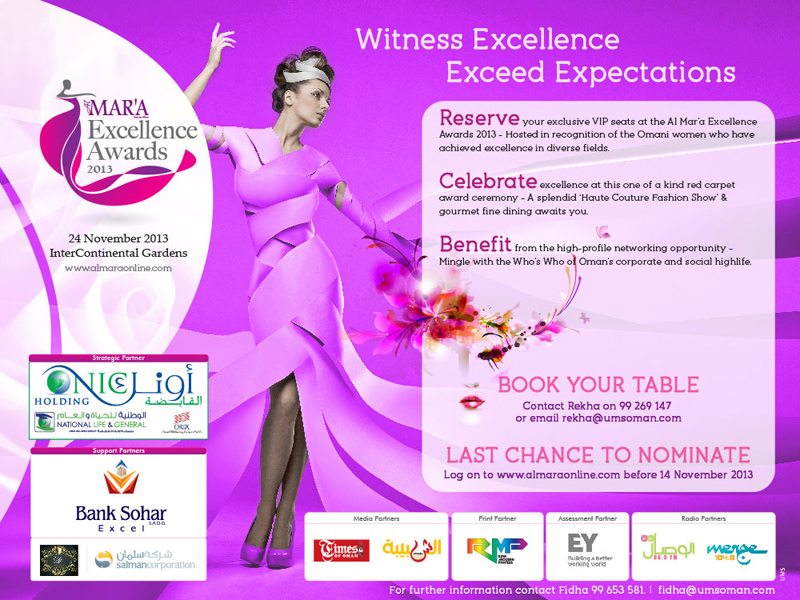 Witness Excellence
Exceed Expectations
Al
MAR'A
Excellence
Awards
2013
24 November 2013
InterContinental Gardens
www.almaraonline.com
Reserve your exclusive VIP seats at the Al Mar'a Excellence
Awards 2013 - Hosted in recognition of the Omani women who have
achieved excellence in diverse fields.
Celebrate excellence at this one of a kind red carpet
award ceremony - A splendid 'Haute Couture Fashion Show' &
gourmet fine dining awaits you.
Benefit from the high-profile networking opportunity -
Mingle with the Who's Who of Oman's corporate and social highlife.
BOOK YOUR TABLE
Contact Rekha on 99 269 147
or email rekha@umsoman.com
LAST CHANCE TO NOMINATE
Log on to www.almaraonline.com before 14 November 2013
Strategic Partner
ONIC أونك
HOLDING القابضة
الوطنية للحياة والعام
NATIONAL LIFE & GENERAL
ORIX
Support Partners
Bank Sohar S.A.O.G.
Excel
شركة سلمان
salmancorporation
Media Partners
Times
OF OMAN
الشبيبة
Print Partner
RMP
Assessment Partner
EY
Building a better
working world
Radio Partners
الوصال
96.5 FM
merge
104.8
UMS
For further information contact Fidha 99 653 581. | fidha@umsoman.com